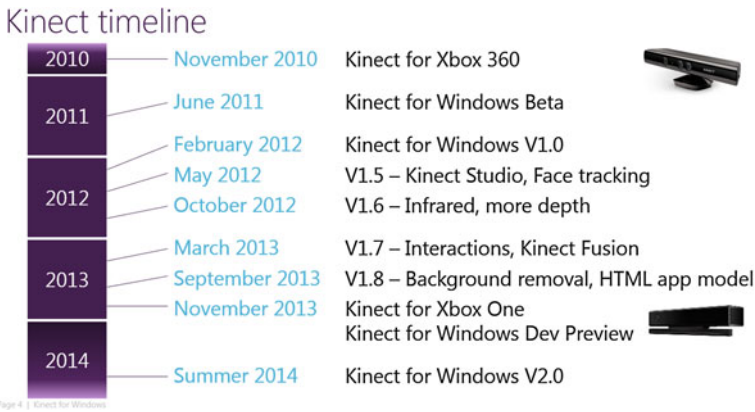 Kinect timeline
2010 November 2010 Kinect for Xbox 360
2011 June 2011 Kinect for Windows Beta
February 2012 Kinect for Windows V1.0
2012 May 2012 V1.5 – Kinect Studio, Face tracking
October 2012 V1.6 – Infrared, more depth
March 2013 V1.7 – Interactions, Kinect Fusion
2013 September 2013 V1.8 – Background removal, HTML app model
November 2013 Kinect for Xbox One
Kinect for Windows Dev Preview
2014 Summer 2014 Kinect for Windows V2.0
Page 4 | Kinect for Windows